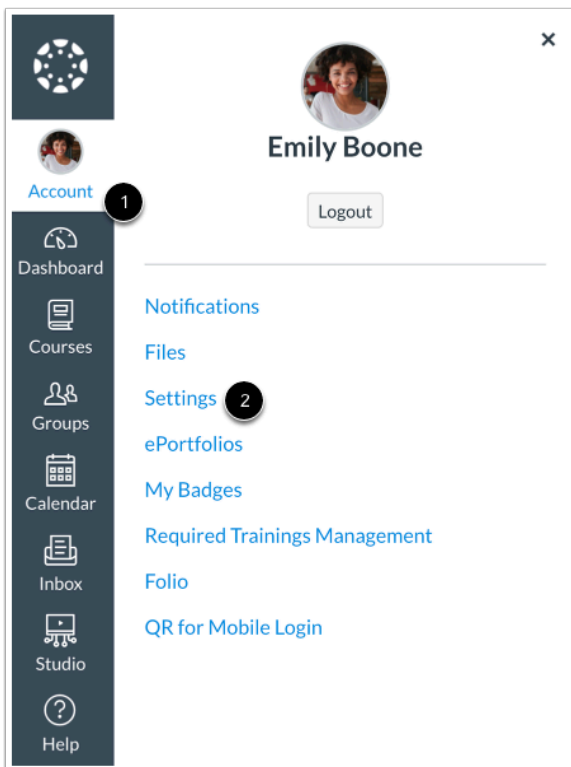 Account
1
Dashboard
Courses
Groups
Calendar
Inbox
Studio
Help
Emily Boone
Logout
Notifications
Files
Settings 2
ePortfolios
My Badges
Required Trainings Management
Folio
QR for Mobile Login